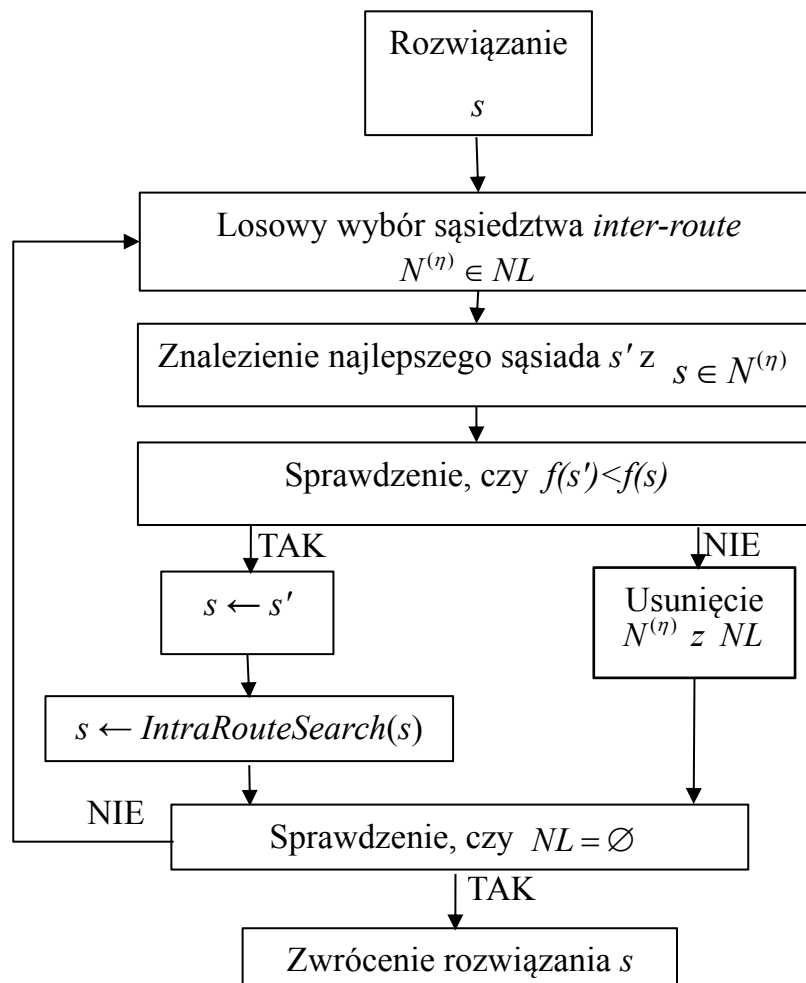 Rozwiązanie
s
Losowy wybór sąsiedztwa inter-route
N^(η) ∈ NL
Znalezienie najlepszego sąsiada s' z s ∈ N^(η)
Sprawdzenie, czy f(s')<f(s)
TAK
NIE
s ← s'
Usunięcie
N^(η) z NL
s ← IntraRouteSearch(s)
NIE
Sprawdzenie, czy NL = ∅
TAK
Zwrócenie rozwiązania s